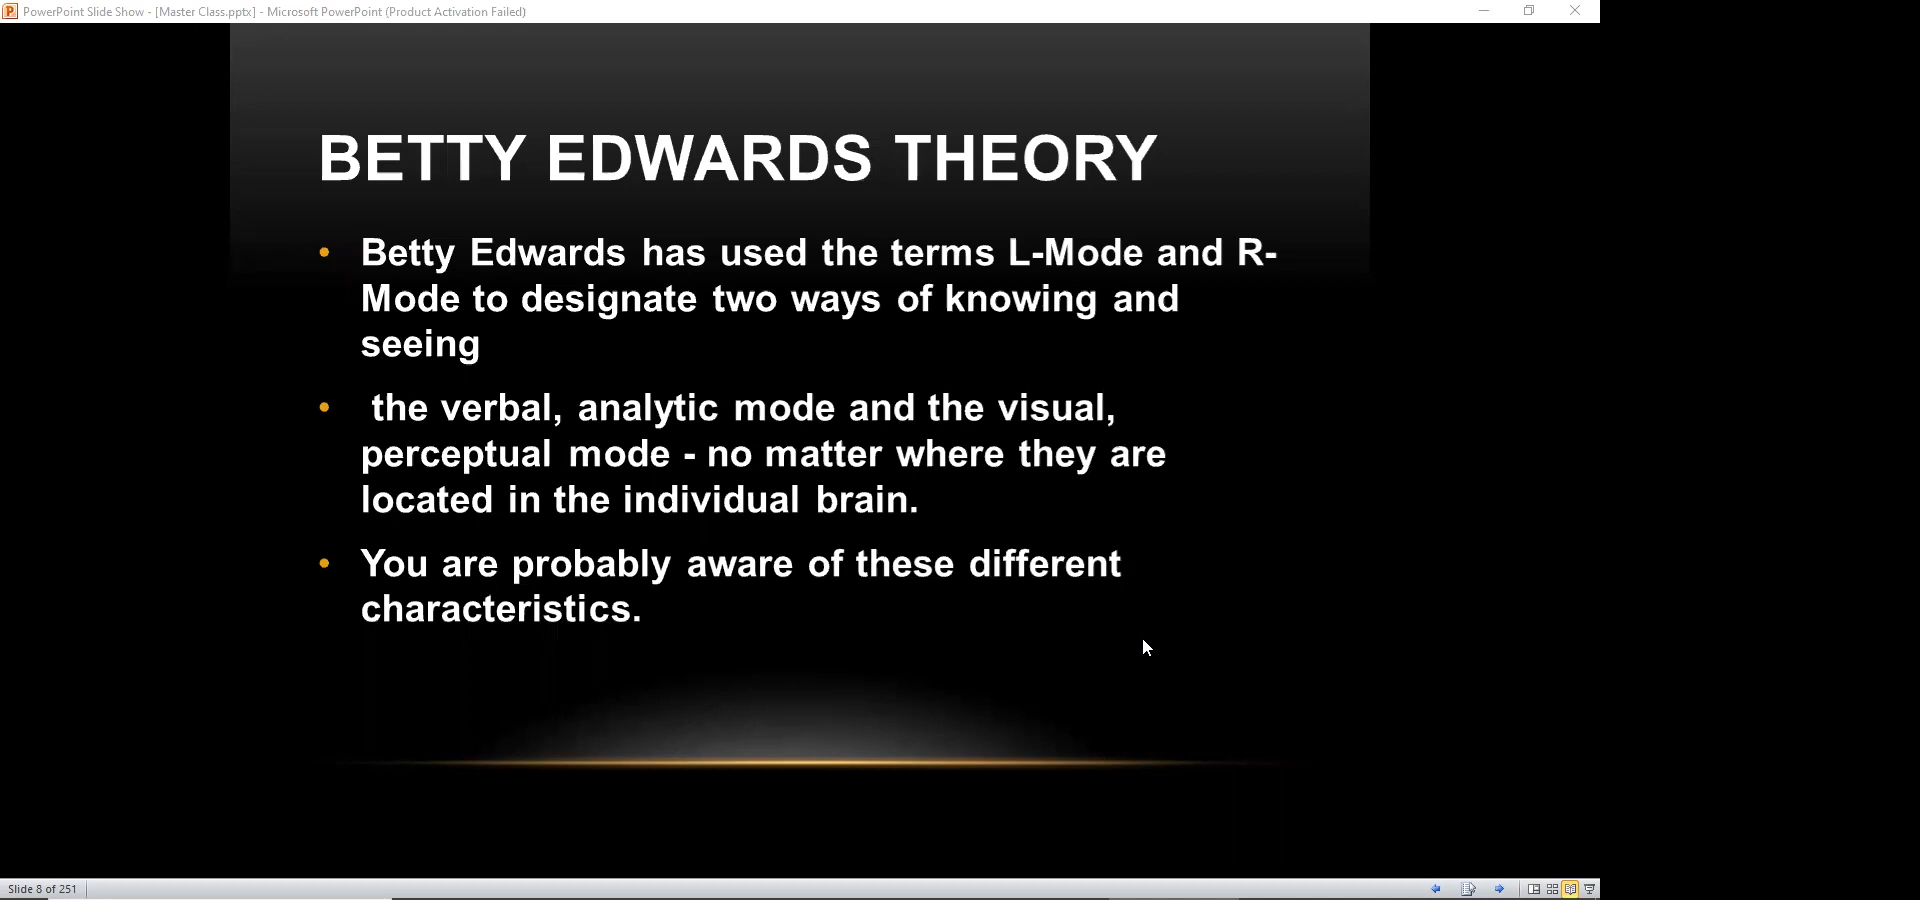 PowerPoint Slide Show - [Master Class.pptx] - Microsoft PowerPoint (Product Activation Failed)
BETTY EDWARDS THEORY
• Betty Edwards has used the terms L-Mode and R-
Mode to designate two ways of knowing and
seeing
• the verbal, analytic mode and the visual,
perceptual mode - no matter where they are
located in the individual brain.
• You are probably aware of these different
characteristics.
Slide 8 of 251